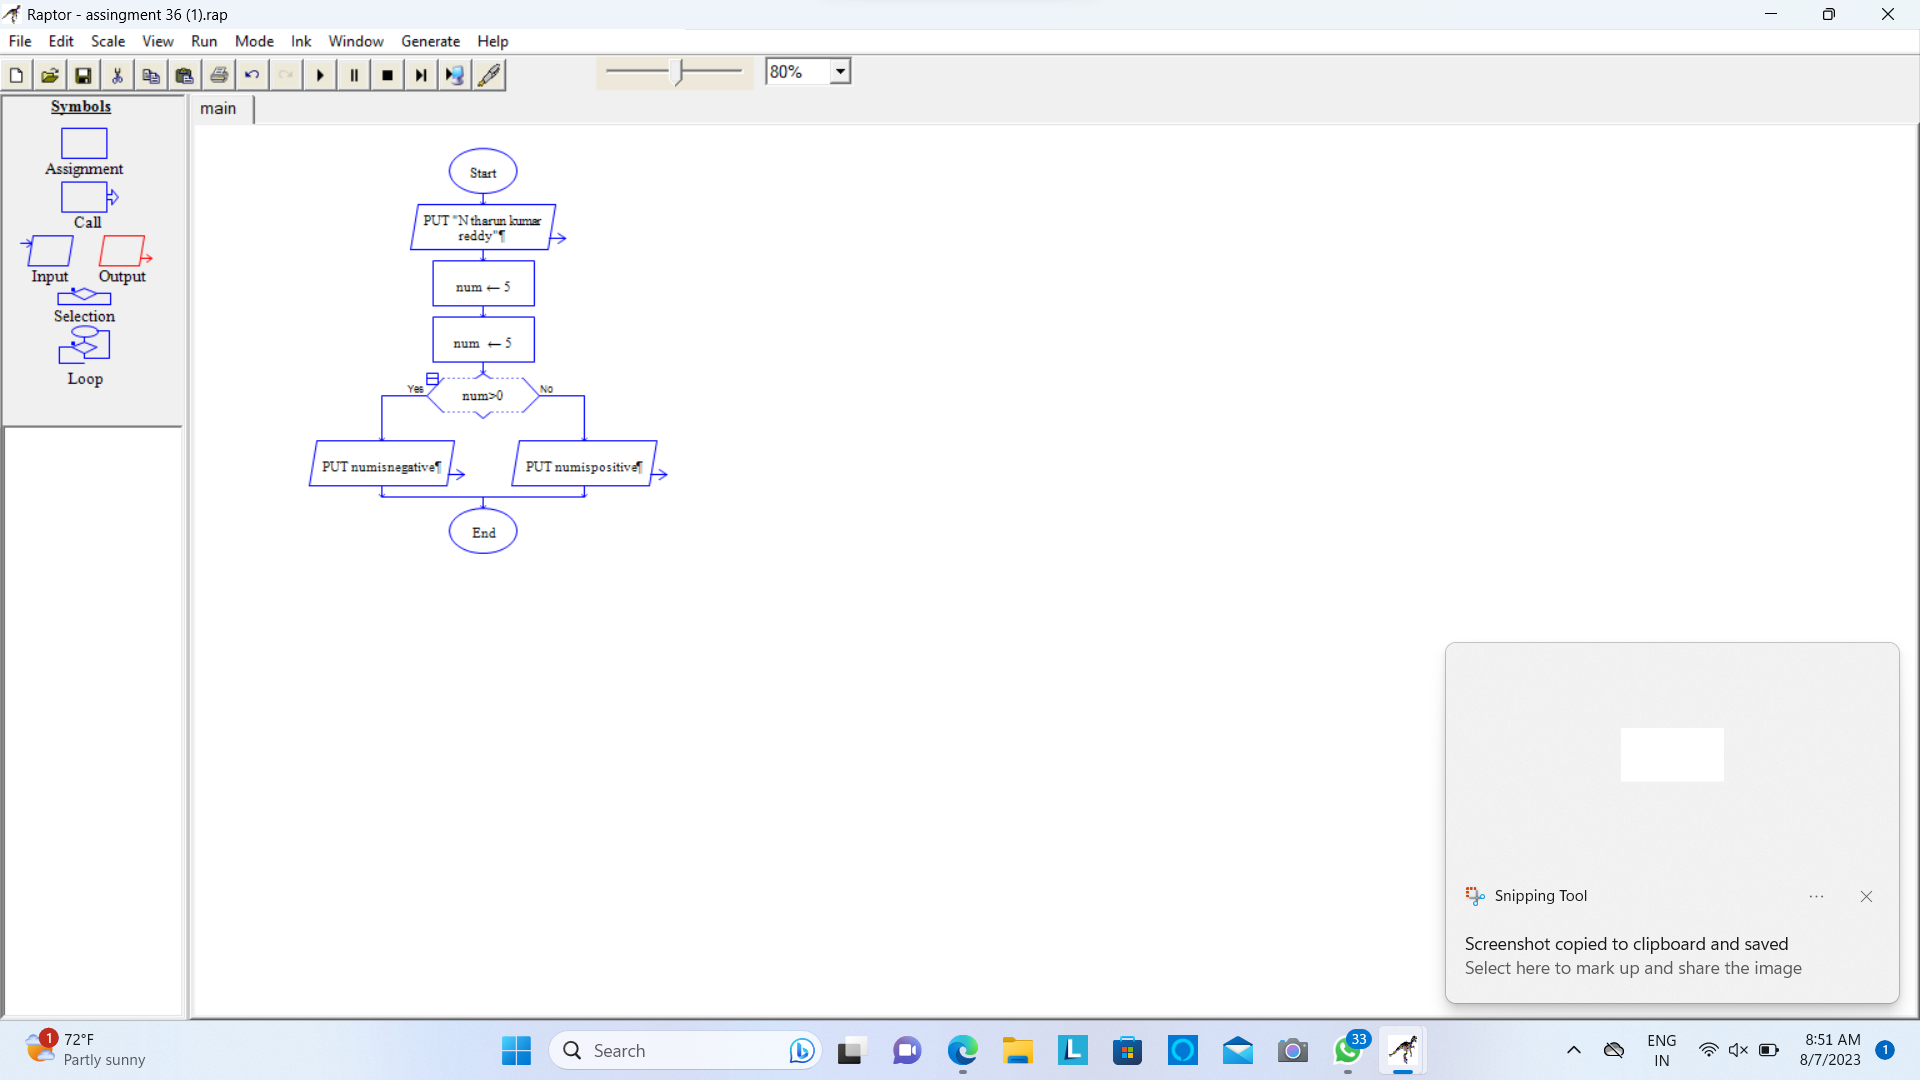 Raptor - assingment 36 (1).rap
File Edit Scale View Run Mode Ink Window Generate Help
80%
Symbols
main
Assignment
Call
Input Output
Selection
Loop
Start
PUT "N tharun kumar
reddy"¶
num ← 5
num ← 5
Yes
No
num>0
PUT numisnegative¶
PUT numispositive¶
End
Snipping Tool
Screenshot copied to clipboard and saved
Select here to mark up and share the image
1
72°F
Partly sunny
Search
L
33
ENG
IN
8:51 AM
8/7/2023
1